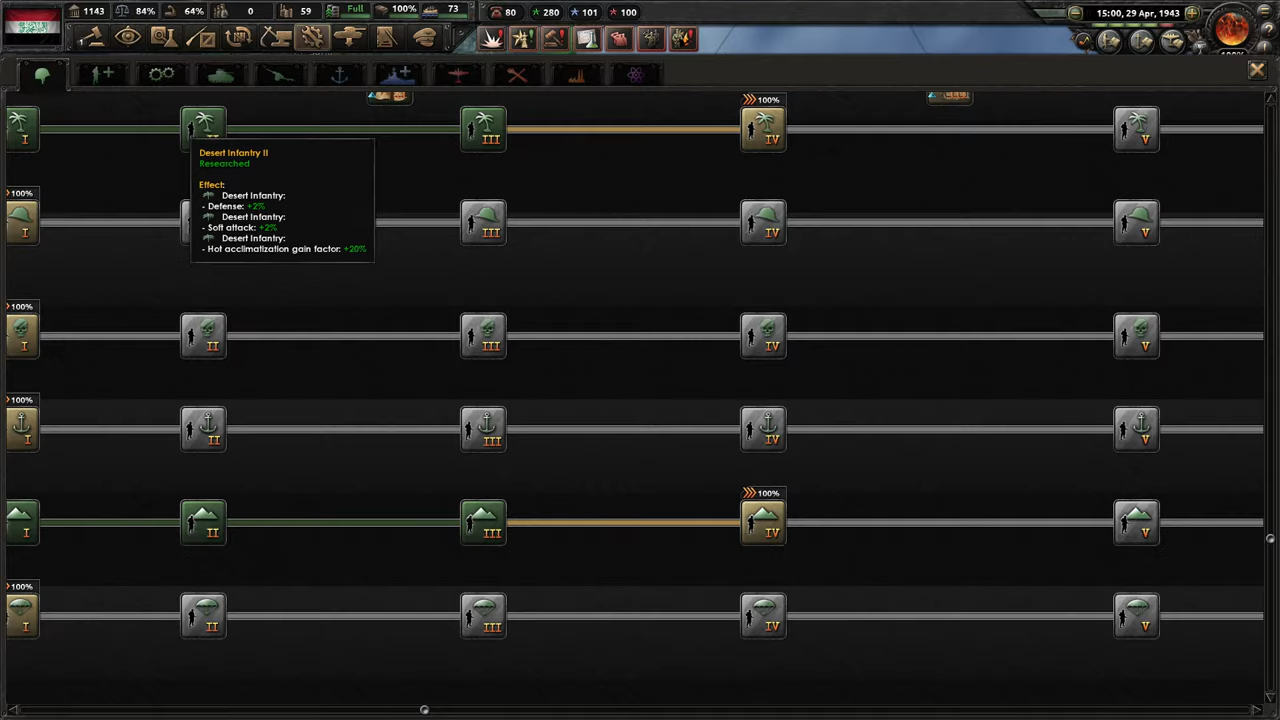 1143 84% 64% 0 59 Full 100% 73 80 280 101 100 15:00, 29 Apr, 1943
1
100%
I III IV V
Desert Infantry II
Researched
Effect:
Desert Infantry:
- Defense: +2%
Desert Infantry:
- Soft attack: +2%
Desert Infantry:
- Hot acclimatization gain factor: +20%
100%
I III IV V
100%
I II III IV V
100%
I II III IV V
100%
I II III IV V
100%
I II III IV V